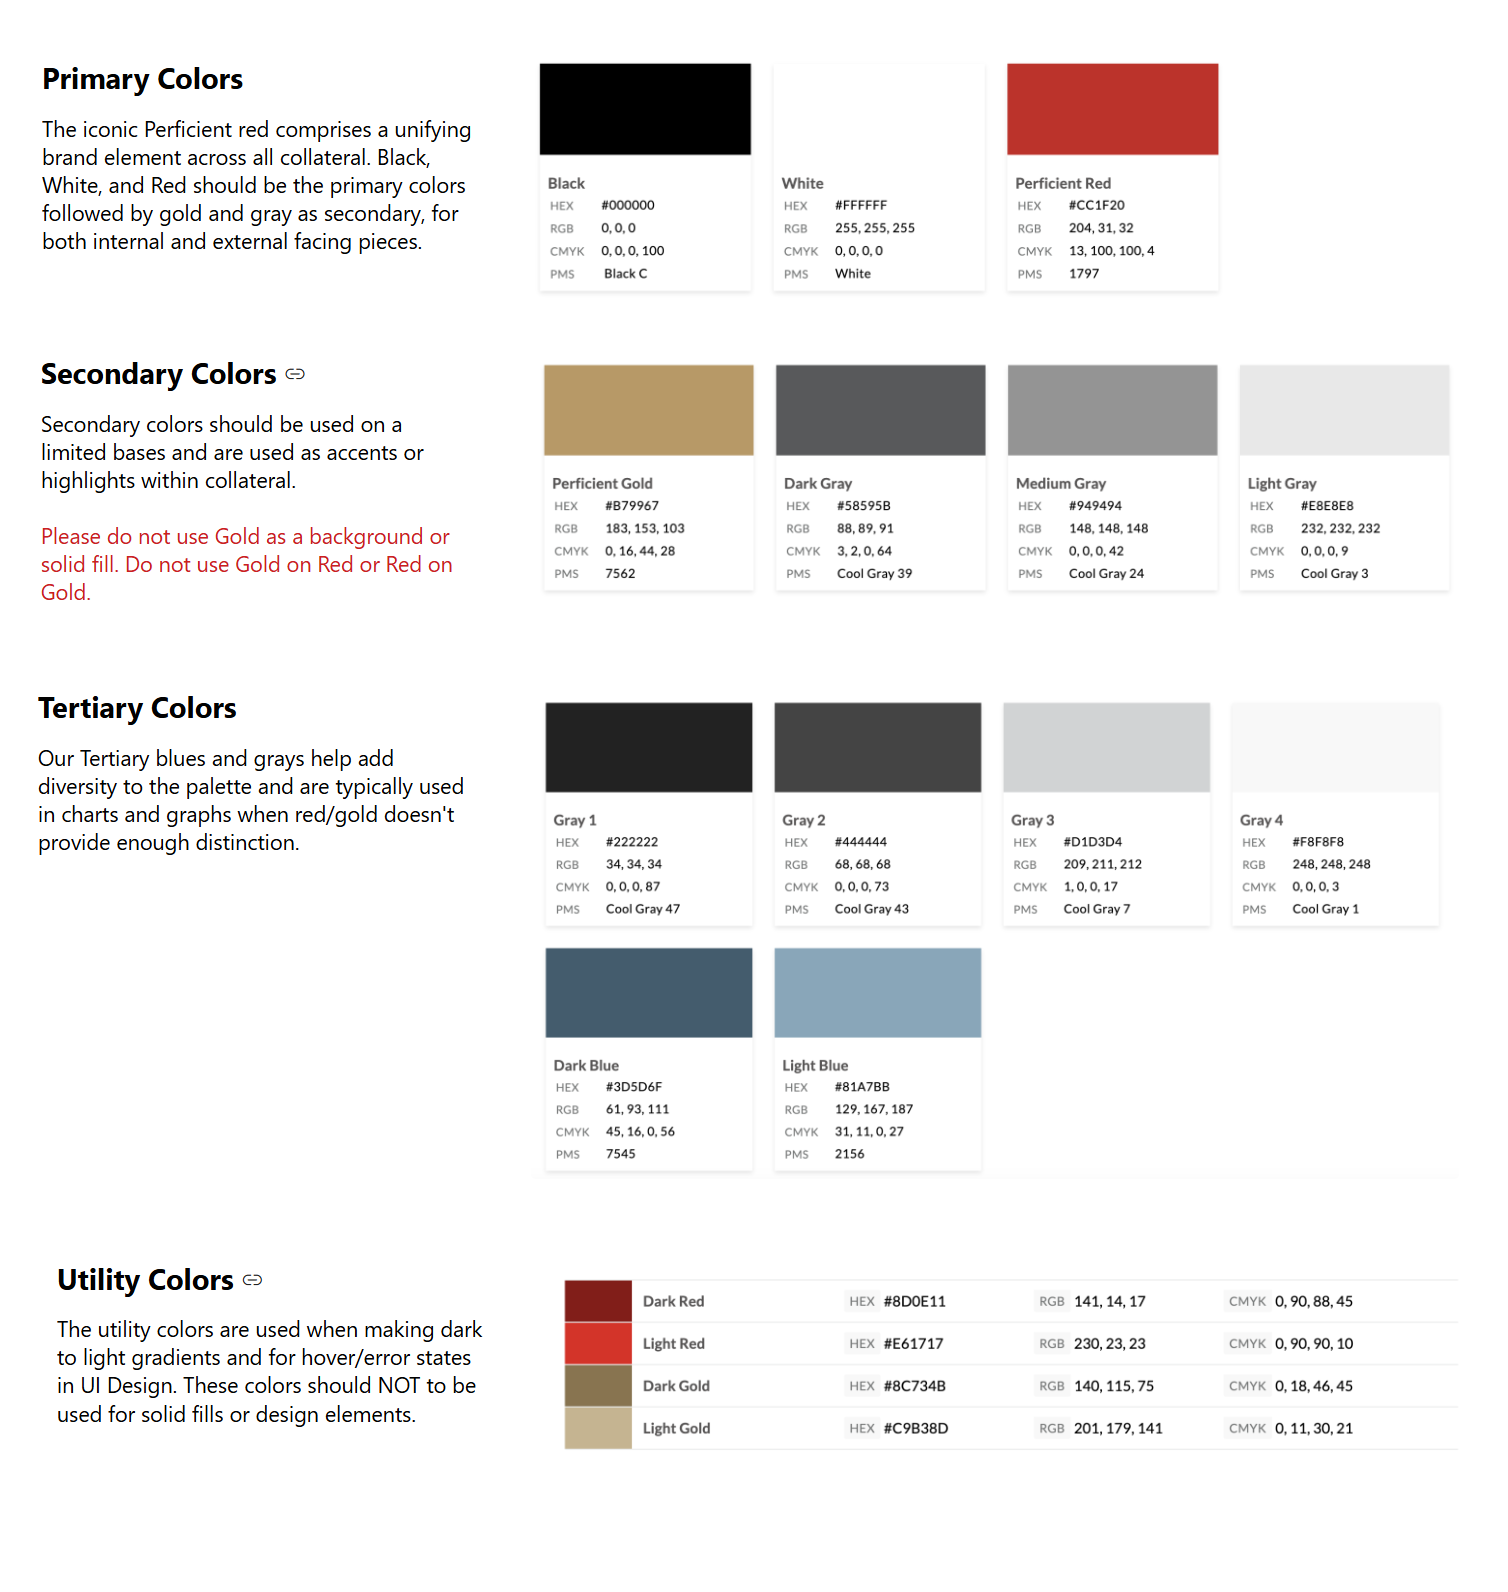 Primary Colors
The iconic Perficient red comprises a unifying
brand element across all collateral. Black,
White, and Red should be the primary colors
followed by gold and gray as secondary, for
both internal and external facing pieces.
Black
HEX #000000
RGB 0, 0, 0
CMYK 0, 0, 0, 100
PMS Black C
White
HEX #FFFFFF
RGB 255, 255, 255
CMYK 0, 0, 0, 0
PMS White
Perficient Red
HEX #CC1F20
RGB 204, 31, 32
CMYK 13, 100, 100, 4
PMS 1797
Secondary Colors
Secondary colors should be used on a
limited bases and are used as accents or
highlights within collateral.
Please do not use Gold as a background or
solid fill. Do not use Gold on Red or Red on
Gold.
Perficient Gold
HEX #B79967
RGB 183, 153, 103
CMYK 0, 16, 44, 28
PMS 7562
Dark Gray
HEX #58595B
RGB 88, 89, 91
CMYK 3, 2, 0, 64
PMS Cool Gray 39
Medium Gray
HEX #949494
RGB 148, 148, 148
CMYK 0, 0, 0, 42
PMS Cool Gray 24
Light Gray
HEX #E8E8E8
RGB 232, 232, 232
CMYK 0, 0, 0, 9
PMS Cool Gray 3
Tertiary Colors
Our Tertiary blues and grays help add
diversity to the palette and are typically used
in charts and graphs when red/gold doesn't
provide enough distinction.
Gray 1
HEX #222222
RGB 34, 34, 34
CMYK 0, 0, 0, 87
PMS Cool Gray 47
Gray 2
HEX #444444
RGB 68, 68, 68
CMYK 0, 0, 0, 73
PMS Cool Gray 43
Gray 3
HEX #D1D3D4
RGB 209, 211, 212
CMYK 1, 0, 0, 17
PMS Cool Gray 7
Gray 4
HEX #F8F8F8
RGB 248, 248, 248
CMYK 0, 0, 0, 3
PMS Cool Gray 1
Dark Blue
HEX #3D5D6F
RGB 61, 93, 111
CMYK 45, 16, 0, 56
PMS 7545
Light Blue
HEX #81A7BB
RGB 129, 167, 187
CMYK 31, 11, 0, 27
PMS 2156
Utility Colors
The utility colors are used when making dark
to light gradients and for hover/error states
in UI Design. These colors should NOT to be
used for solid fills or design elements.
Dark Red HEX #8D0E11 RGB 141, 14, 17 CMYK 0, 90, 88, 45
Light Red HEX #E61717 RGB 230, 23, 23 CMYK 0, 90, 90, 10
Dark Gold HEX #8C734B RGB 140, 115, 75 CMYK 0, 18, 46, 45
Light Gold HEX #C9B38D RGB 201, 179, 141 CMYK 0, 11, 30, 21